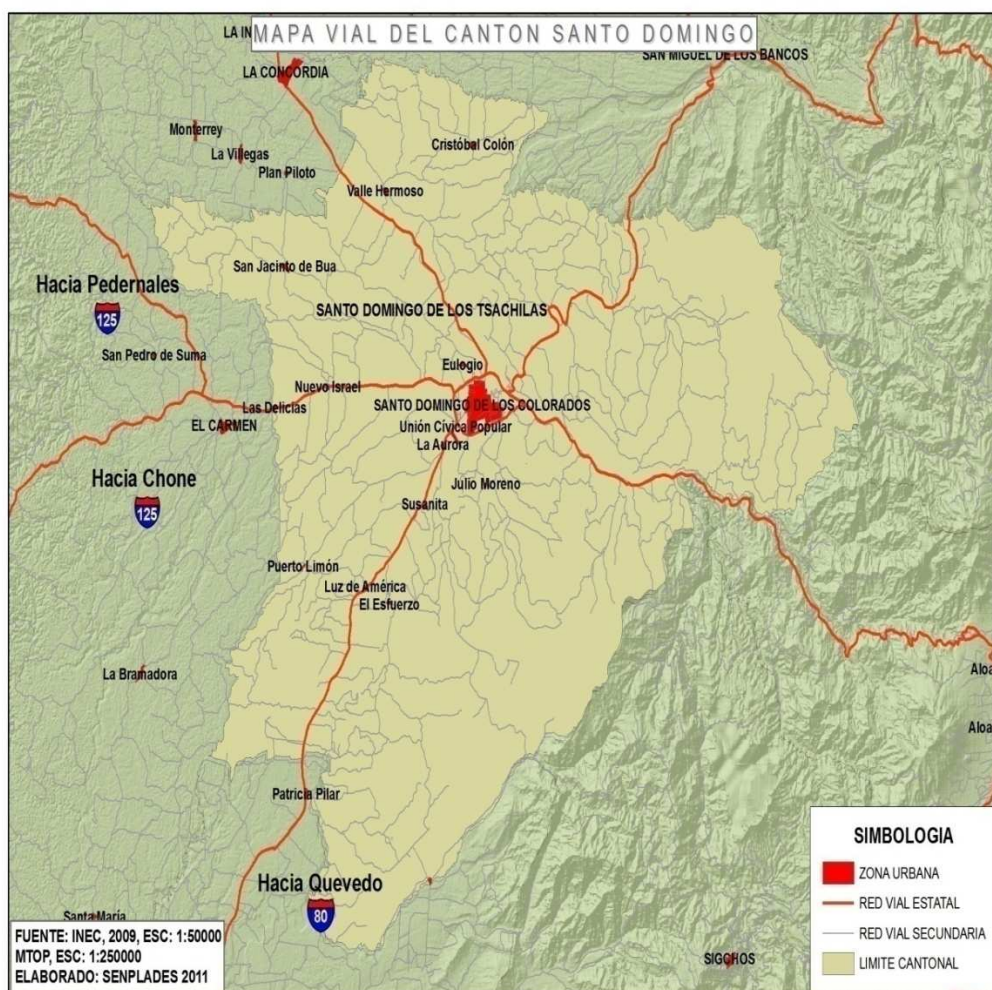 MAPA VIAL DEL CANTON SANTO DOMINGO
LA IN
SAN MIGUEL DE LOS BANCOS
LA CONCORDIA
Monterrey
Cristóbal Colón
La Villegas
Plan Piloto
Valle Hermoso
San Jacinto de Bua
Hacia Pedernales
125
SANTO DOMINGO DE LOS TSACHILAS
San Pedro de Suma
Eulogio
Nuevo Israel
Las Delicias
SANTO DOMINGO DE LOS COLORADOS
EL CARMEN
Unión Cívica Popular
La Aurora
Hacia Chone
125
Julio Moreno
Susanita
Puerto Limón
Luz de América
El Esfuerzo
La Bramadora
Aloa
Aloa
Patricia Pilar
Hacia Quevedo
80
Santa María
SIGCHOS
FUENTE: INEC, 2009, ESC: 1:50000
MTOP, ESC: 1:250000
ELABORADO: SENPLADES 2011
SIMBOLOGIA
ZONA URBANA
RED VIAL ESTATAL
RED VIAL SECUNDARIA
LIMITE CANTONAL